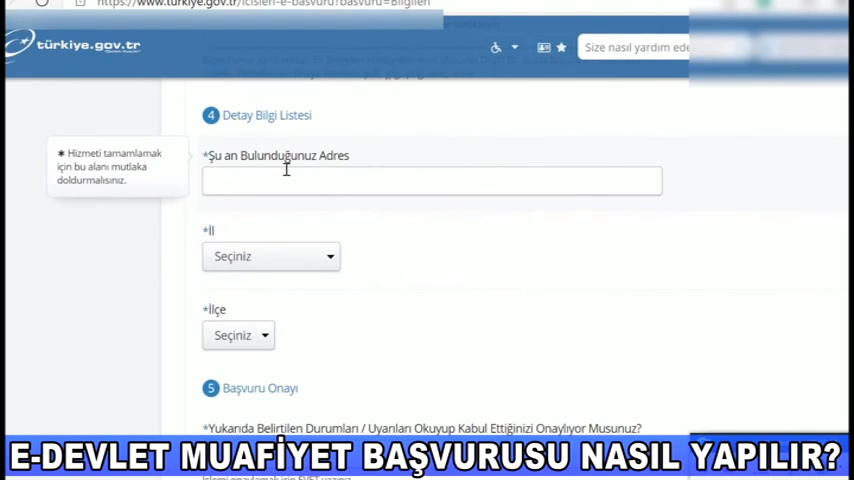 https://www.turkiye.gov.tr/icisleri-e-basvuru?basvuru=Bilgileri
türkiye.gov.tr
Size nasıl yardım ede
4 Detay Bilgi Listesi
*Şu an Bulunduğunuz Adres
✱ Hizmeti tamamlamak
için bu alanı mutlaka
doldurmalısınız.
*İl
Seçiniz
*İlçe
Seçiniz
5 Başvuru Onayı
*Yukarıda Belirtilen Durumları / Uyarıları Okuyup Kabul Ettiğinizi Onaylıyor Musunuz?
E-DEVLET MUAFİYET BAŞVURUSU NASIL YAPILIR?